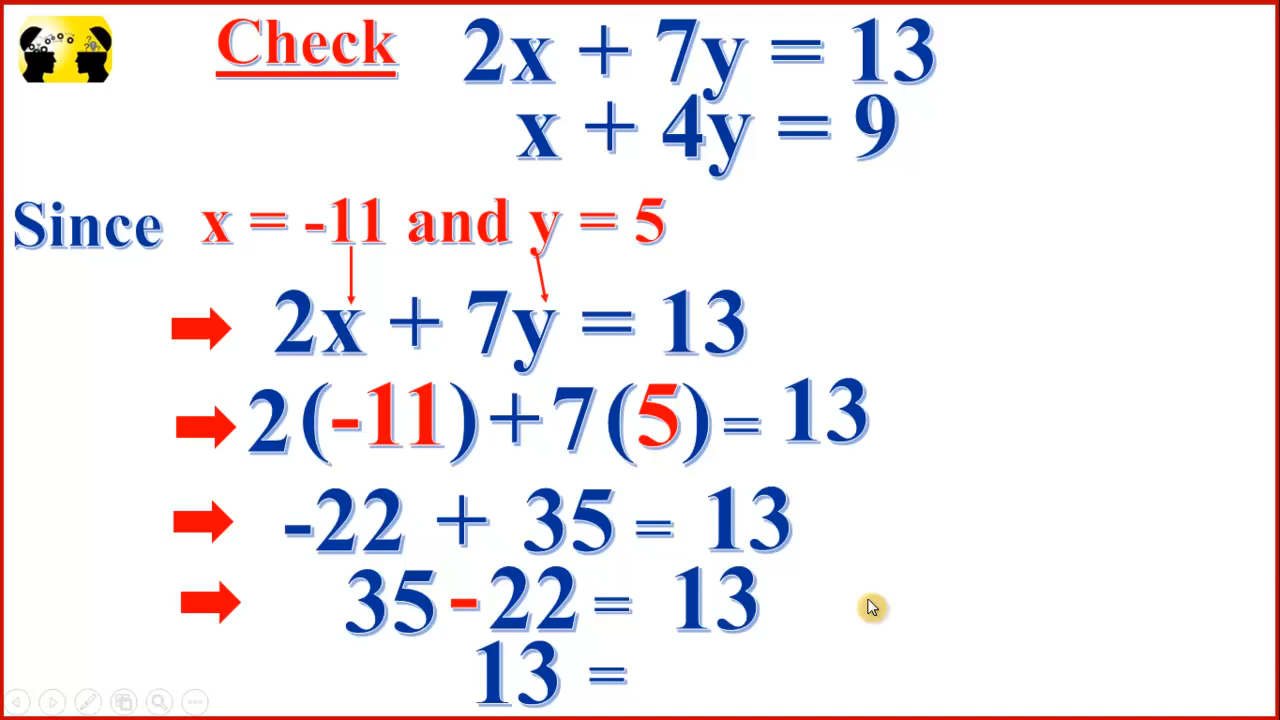 Check
2x + 7y = 13
x + 4y = 9
Since x = -11 and y = 5
2x + 7y = 13
2(-11)+7(5) = 13
-22 + 35 = 13
35 - 22 = 13
13 =